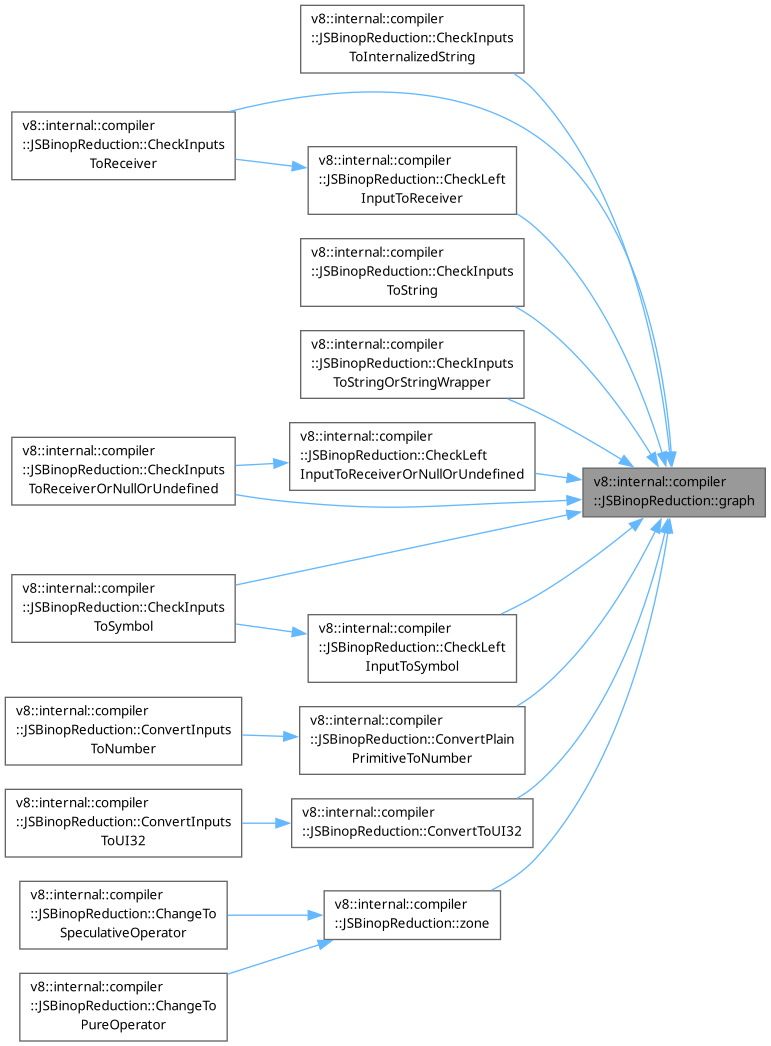 v8::internal::compiler
::JSBinopReduction::CheckInputs
ToInternalizedString
v8::internal::compiler
::JSBinopReduction::CheckInputs
ToReceiver
v8::internal::compiler
::JSBinopReduction::CheckLeft
InputToReceiver
v8::internal::compiler
::JSBinopReduction::CheckInputs
ToString
v8::internal::compiler
::JSBinopReduction::CheckInputs
ToStringOrStringWrapper
v8::internal::compiler
::JSBinopReduction::CheckLeft
InputToReceiverOrNullOrUndefined
v8::internal::compiler
::JSBinopReduction::CheckInputs
ToReceiverOrNullOrUndefined
v8::internal::compiler
::JSBinopReduction::graph
v8::internal::compiler
::JSBinopReduction::CheckInputs
ToSymbol
v8::internal::compiler
::JSBinopReduction::CheckLeft
InputToSymbol
v8::internal::compiler
::JSBinopReduction::ConvertInputs
ToNumber
v8::internal::compiler
::JSBinopReduction::ConvertPlain
PrimitiveToNumber
v8::internal::compiler
::JSBinopReduction::ConvertInputs
ToUI32
v8::internal::compiler
::JSBinopReduction::ConvertToUI32
v8::internal::compiler
::JSBinopReduction::ChangeTo
SpeculativeOperator
v8::internal::compiler
::JSBinopReduction::zone
v8::internal::compiler
::JSBinopReduction::ChangeTo
PureOperator